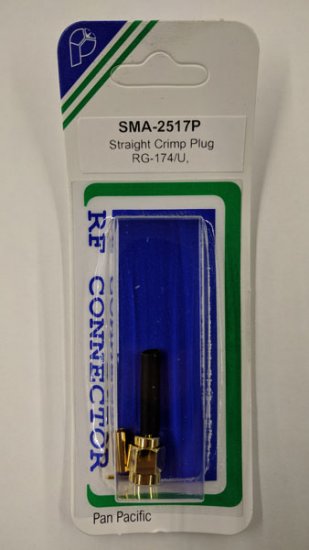 SMA-2517P
Straight Crimp Plug
RG-174/U,
RF CONNECTOR
Pan Pacific